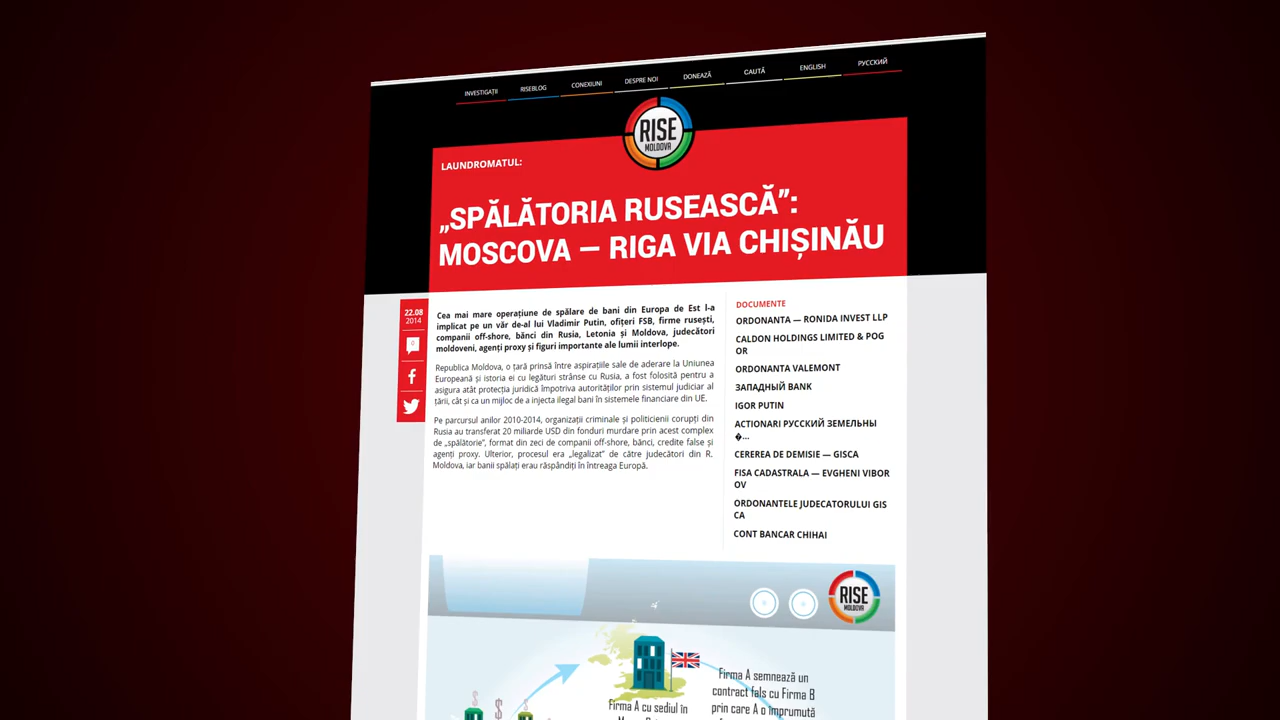 INVESTIGAȚII
RISEBLOG
CONEXIUNI
DESPRE NOI
DONEAZĂ
CAUTĂ
ENGLISH
РУССКИЙ
RISE
MOLDOVA
LAUNDROMATUL:
„SPĂLĂTORIA RUSEASCĂ”:
MOSCOVA — RIGA VIA CHIȘINĂU
22.08
2014
0
Cea mai mare operațiune de spălare de bani din Europa de Est l-a
implicat pe un văr de-al lui Vladimir Putin, ofițeri FSB, firme rusești,
companii off-shore, bănci din Rusia, Letonia și Moldova, judecători
moldoveni, agenți proxy și figuri importante ale lumii interlope.
Republica Moldova, o țară prinsă între aspirațiile sale de aderare la Uniunea
Europeană și istoria ei cu legături strânse cu Rusia, a fost folosită pentru a
asigura atât protecția juridică împotriva autorităților prin sistemul judiciar al
țării, cât și ca un mijloc de a injecta ilegal bani în sistemele financiare din UE.
Pe parcursul anilor 2010-2014, organizații criminale și politicienii corupți din
Rusia au transferat 20 miliarde USD din fonduri murdare prin acest complex
de „spălătorie”, format din zeci de companii off-shore, bănci, credite false și
agenți proxy. Ulterior, procesul era „legalizat” de către judecători din R.
Moldova, iar banii spălați erau răspândiți în întreaga Europă.
DOCUMENTE
ORDONANTA — RONIDA INVEST LLP
CALDON HOLDINGS LIMITED & POG
OR
ORDONANTA VALEMONT
ЗАПАДНЫЙ BANK
IGOR PUTIN
ACTIONARI РУССКИЙ ЗЕМЕЛЬНЫ
�...
CEREREA DE DEMISIE — GISCA
FISA CADASTRALA — EVGHENI VIBOR
OV
ORDONANTELE JUDECATORULUI GIS
CA
CONT BANCAR CHIHAI
RISE
MOLDOVA
Firma A cu sediul în
Firma A semnează un
contract fals cu Firma B
prin care A o împrumută